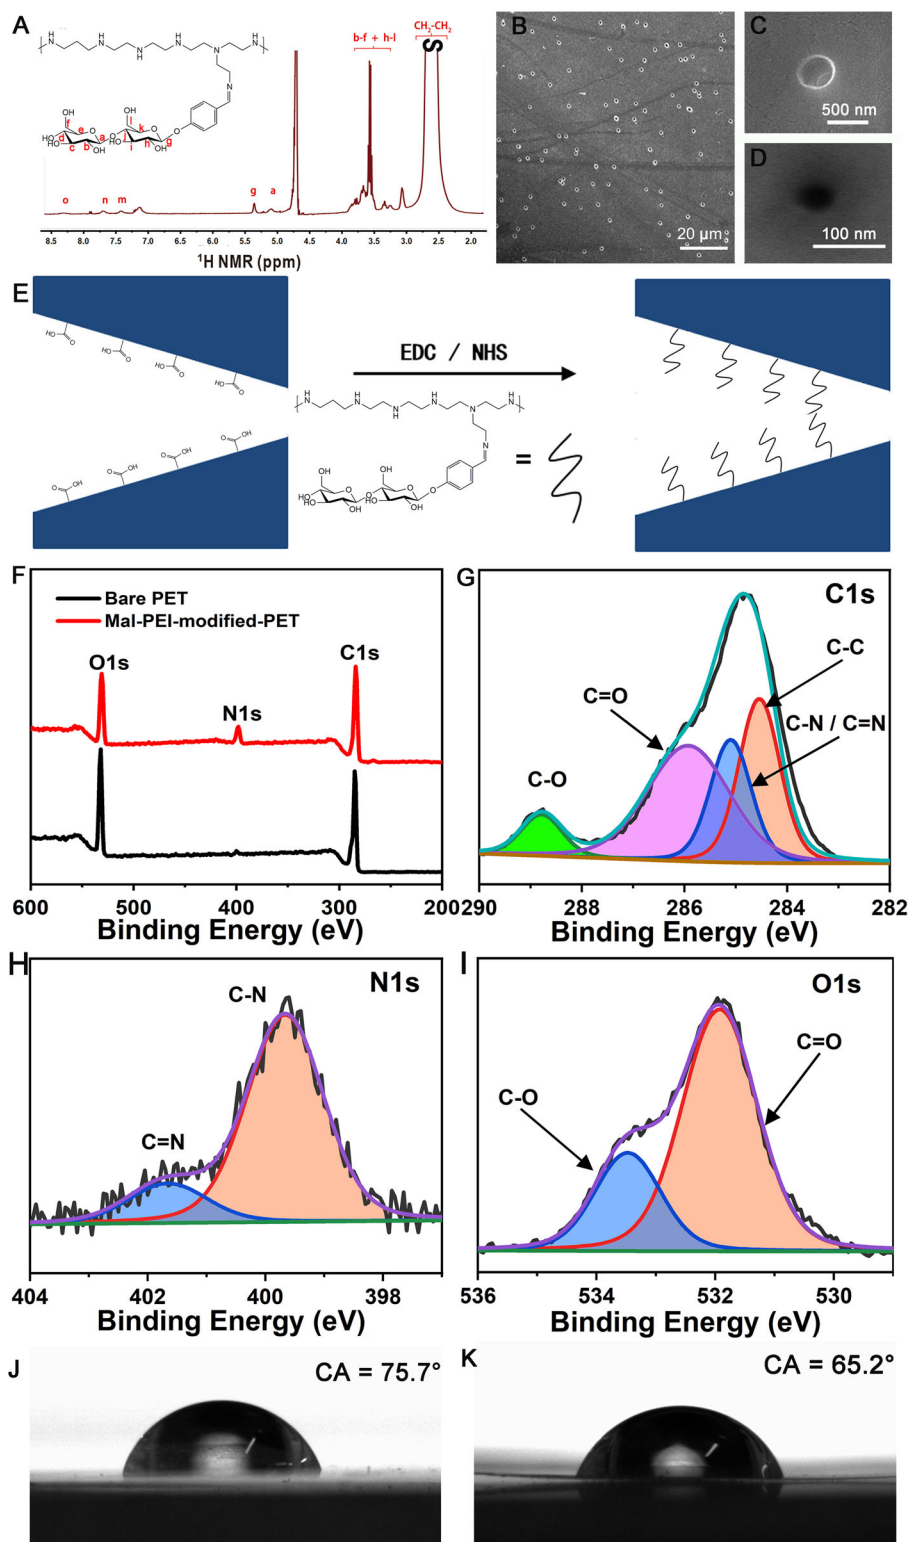 A
b-f + h-l
CH2-CH2
S
o
n
m
g
a
8.5 8.0 7.5 7.0 6.5 6.0 5.5 5.0 4.5 4.0 3.5 3.0 2.5 2.0
¹H NMR (ppm)
B
20 µm
C
500 nm
D
100 nm
E
EDC / NHS
=
F
Bare PET
Mal-PEI-modified-PET
O1s
N1s
C1s
600 500 400 300 200
Binding Energy (eV)
G
C1s
C-C
C=O
C-N / C=N
C-O
290 288 286 284 282
Binding Energy (eV)
H
N1s
C-N
C=N
404 402 400 398
Binding Energy (eV)
I
O1s
C=O
C-O
536 534 532 530
Binding Energy (eV)
J
CA = 75.7°
K
CA = 65.2°